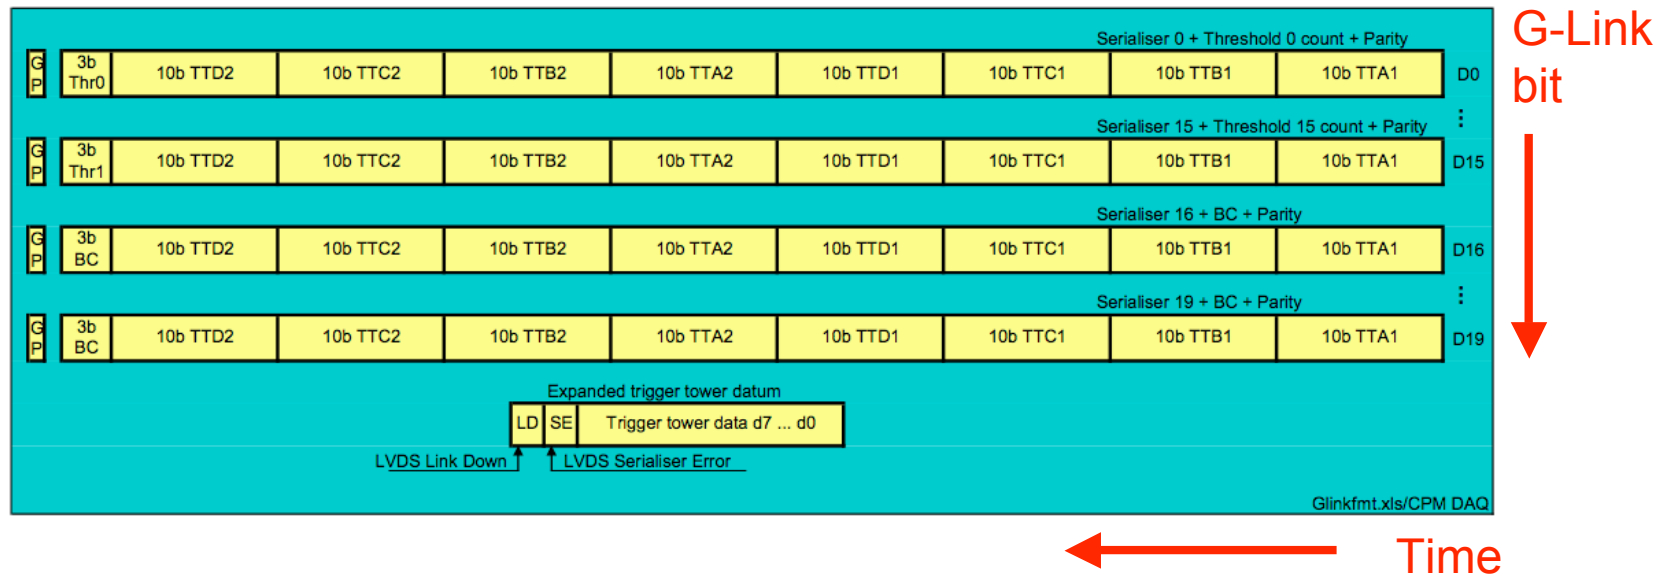 Serialiser 0 + Threshold 0 count + Parity
G-Link
bit
G
P
3b
Thr0
10b TTD2
10b TTC2
10b TTB2
10b TTA2
10b TTD1
10b TTC1
10b TTB1
10b TTA1
D0
Serialiser 15 + Threshold 15 count + Parity
⋮
G
P
3b
Thr1
10b TTD2
10b TTC2
10b TTB2
10b TTA2
10b TTD1
10b TTC1
10b TTB1
10b TTA1
D15
Serialiser 16 + BC + Parity
G
P
3b
BC
10b TTD2
10b TTC2
10b TTB2
10b TTA2
10b TTD1
10b TTC1
10b TTB1
10b TTA1
D16
Serialiser 19 + BC + Parity
⋮
G
P
3b
BC
10b TTD2
10b TTC2
10b TTB2
10b TTA2
10b TTD1
10b TTC1
10b TTB1
10b TTA1
D19
Expanded trigger tower datum
LD
SE
Trigger tower data d7 ... d0
LVDS Link Down
LVDS Serialiser Error
Glinkfmt.xls/CPM DAQ
Time